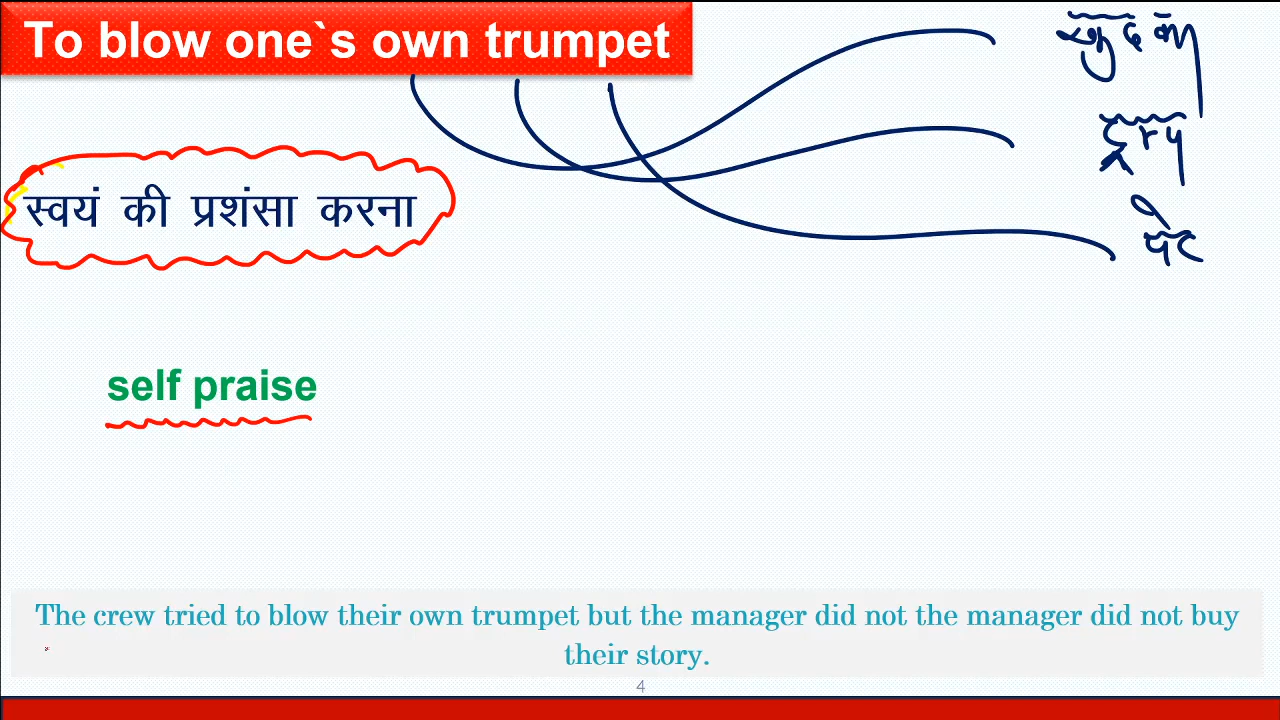 To blow one`s own trumpet
खुद का
स्वयं की प्रशंसा करना
पेट
self praise
The crew tried to blow their own trumpet but the manager did not the manager did not buy
their story.
4